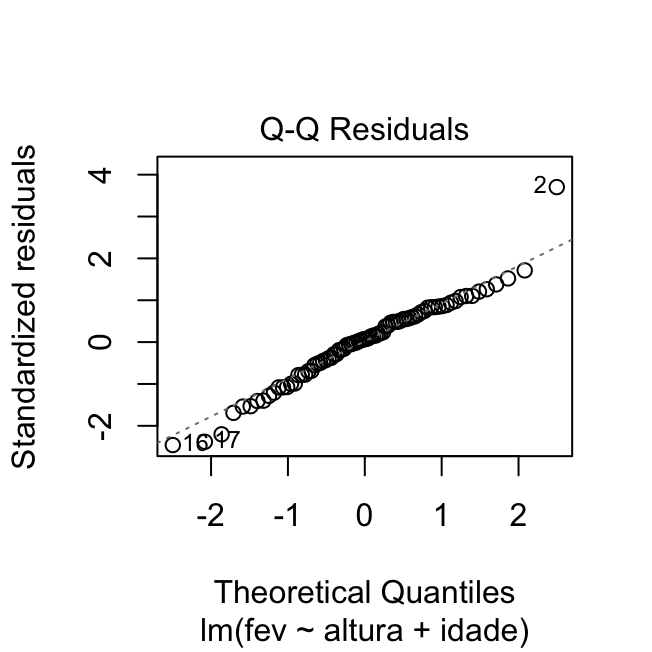 Q-Q Residuals
Standardized residuals
4
2
0
-2
2
16
17
-2 -1 0 1 2
Theoretical Quantiles
lm(fev ~ altura + idade)